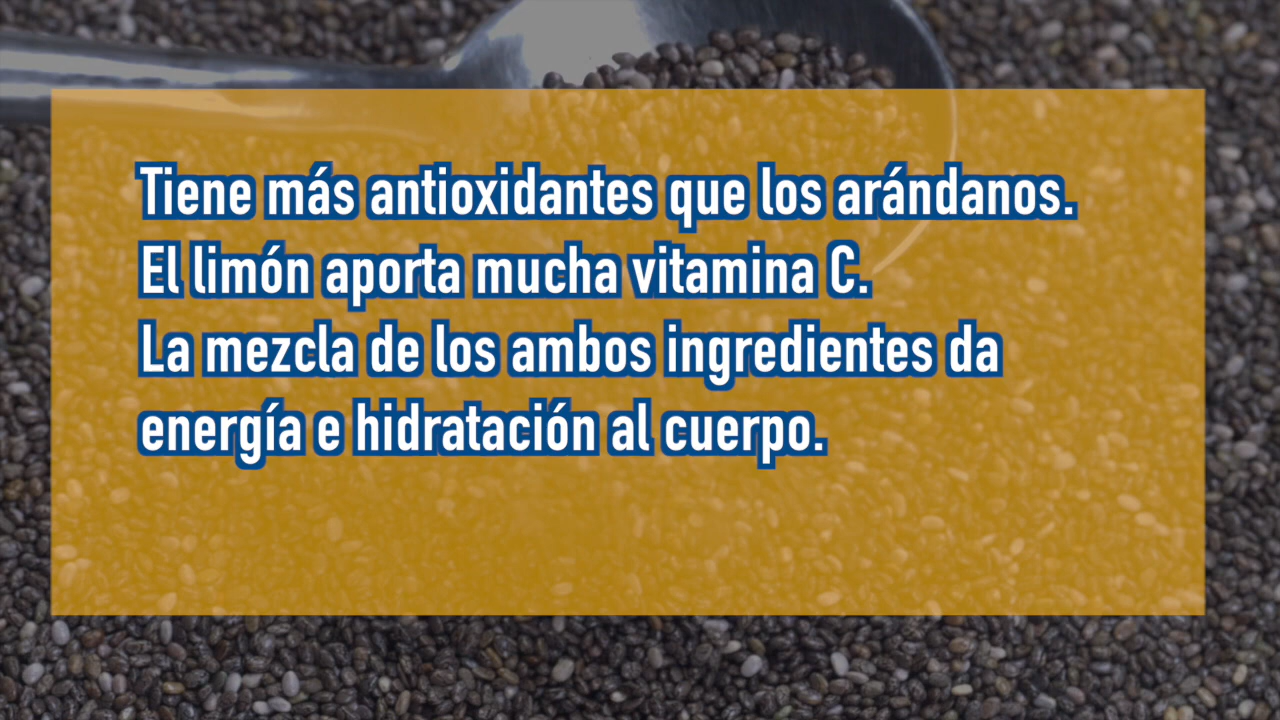 Tiene más antioxidantes que los arándanos.
El limón aporta mucha vitamina C.
La mezcla de los ambos ingredientes da
energía e hidratación al cuerpo.